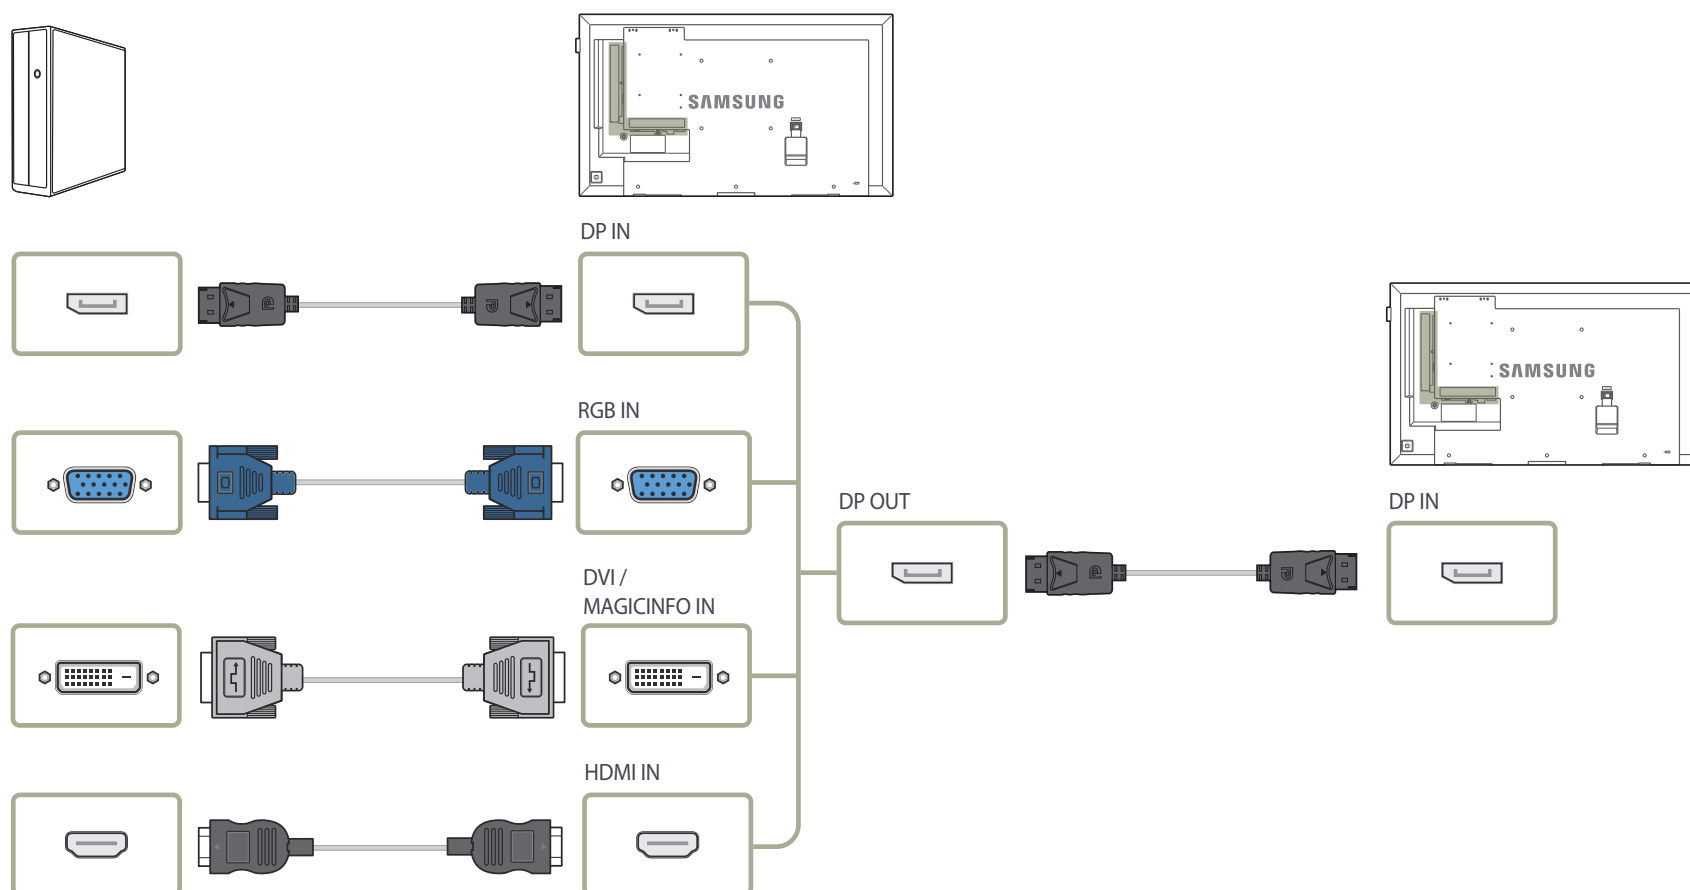 SAMSUNG
DP IN
RGB IN
DVI /
MAGICINFO IN
HDMI IN
DP OUT
SAMSUNG
DP IN